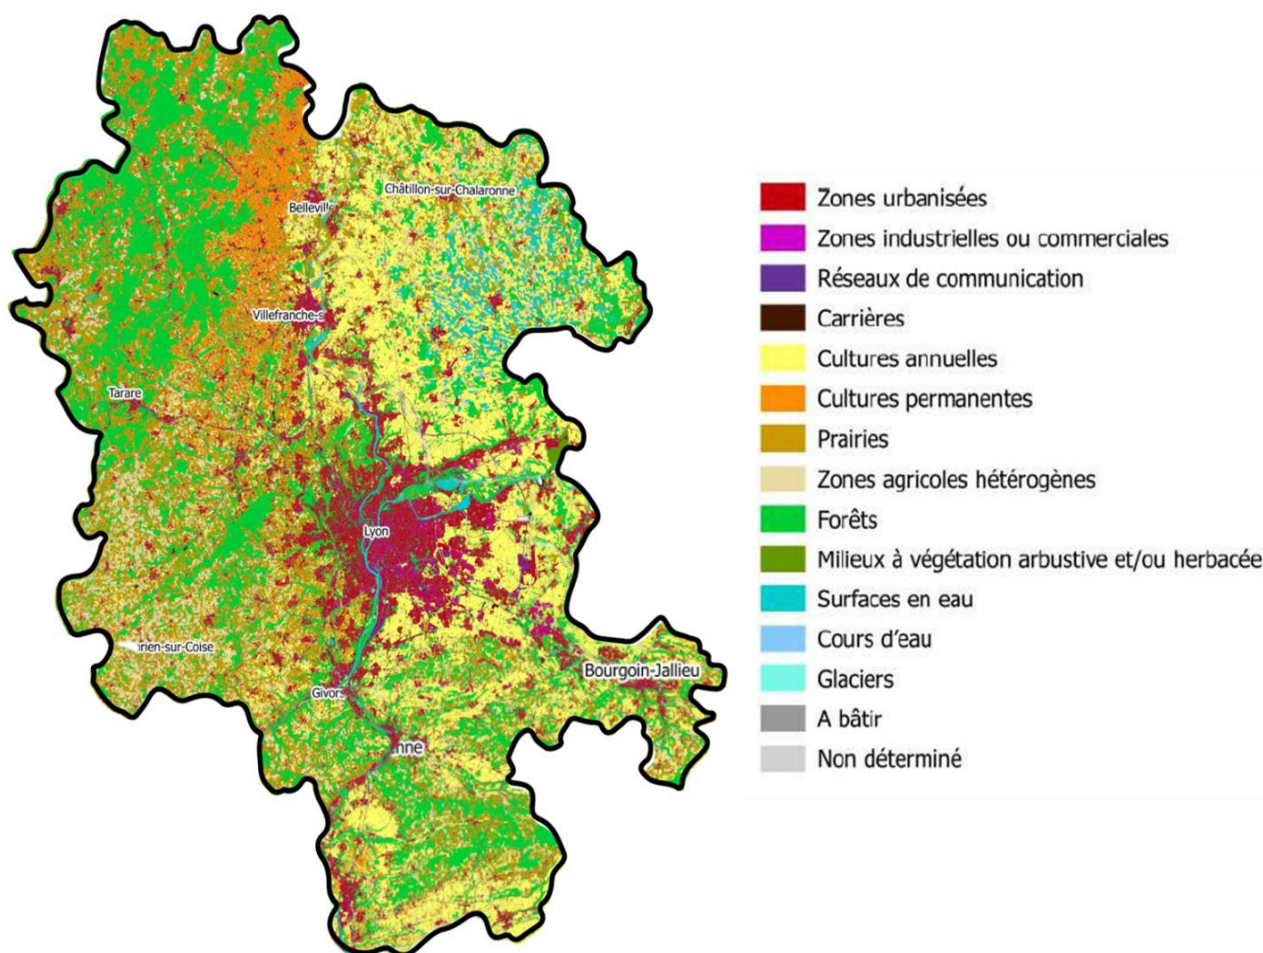 Châtillon-sur-Chalaronne
Bellevill
Villefranche-s
Tarare
Lyon
rien-sur-Coise
Bourgoin-Jallieu
Givors
nne
Zones urbanisées
Zones industrielles ou commerciales
Réseaux de communication
Carrières
Cultures annuelles
Cultures permanentes
Prairies
Zones agricoles hétérogènes
Forêts
Milieux à végétation arbustive et/ou herbacée
Surfaces en eau
Cours d'eau
Glaciers
A bâtir
Non déterminé